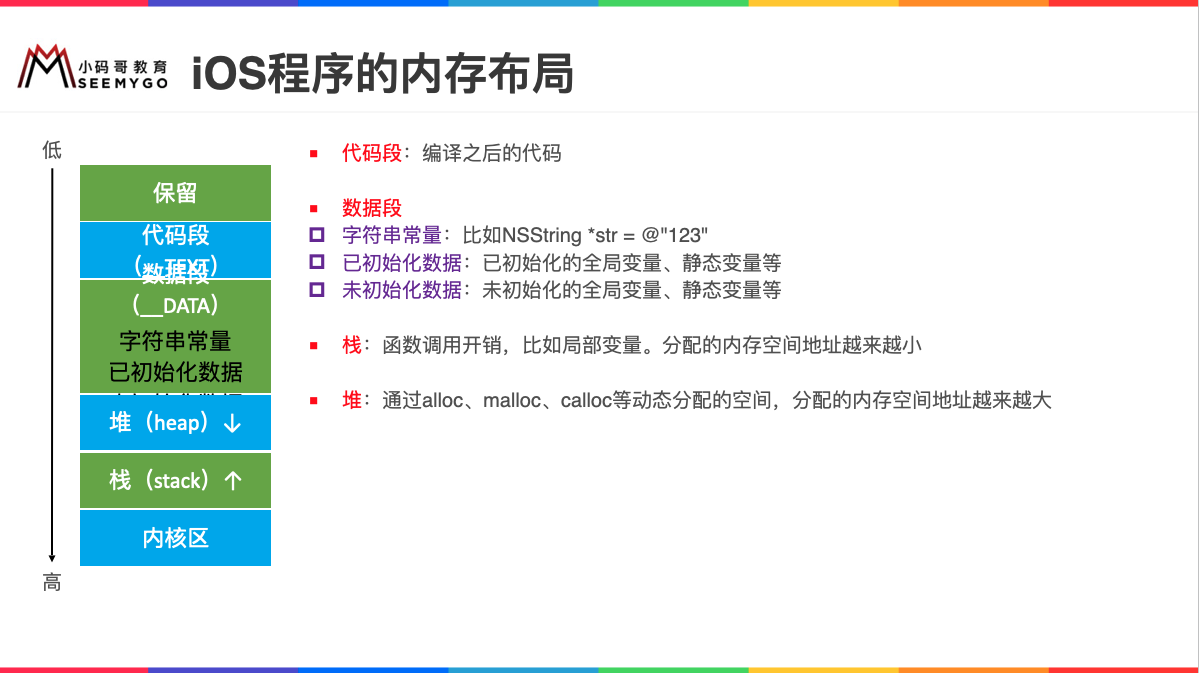 小码哥教育
SEEMYGO
iOS程序的内存布局
低
保留
代码段
（__TEXT）
数据段
（__DATA）
字符串常量
已初始化数据
堆（heap）↓
栈（stack）↑
内核区
高
▪ 代码段：编译之后的代码
▪ 数据段
字符串常量：比如NSString *str = @"123"
已初始化数据：已初始化的全局变量、静态变量等
未初始化数据：未初始化的全局变量、静态变量等
▪ 栈：函数调用开销，比如局部变量。分配的内存空间地址越来越小
▪ 堆：通过alloc、malloc、calloc等动态分配的空间，分配的内存空间地址越来越大